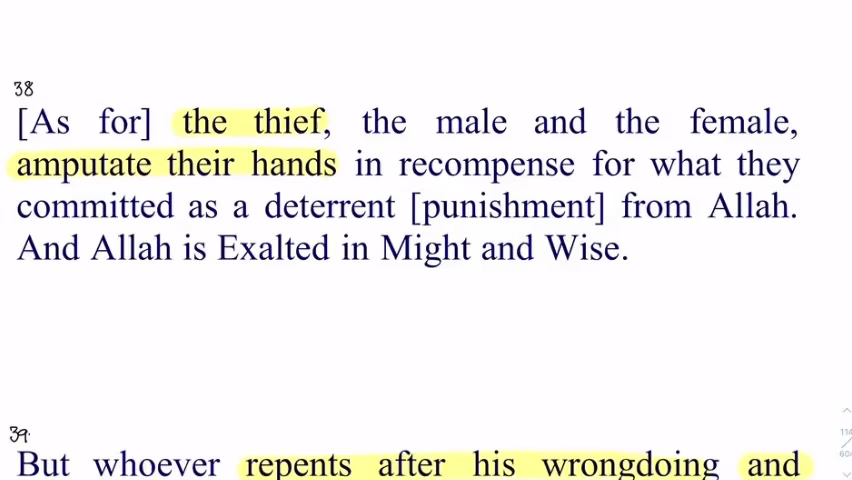 38
[As for] the thief, the male and the female,
amputate their hands in recompense for what they
committed as a deterrent [punishment] from Allah.
And Allah is Exalted in Might and Wise.
39.
But whoever repents after his wrongdoing and
114